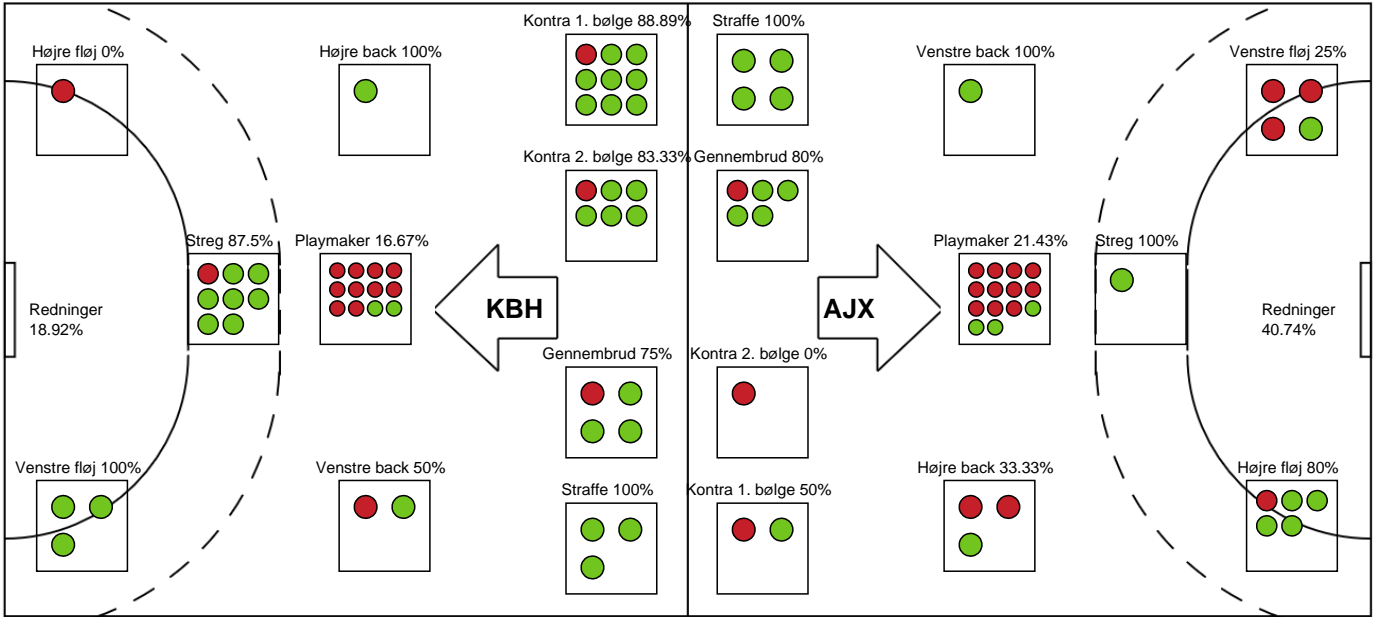 Kontra 1. bølge 88.89%
Straffe 100%
Højre fløj 0%
Højre back 100%
Venstre back 100%
Venstre fløj 25%
Kontra 2. bølge 83.33%
Gennembrud 80%
Streg 87.5%
Playmaker 16.67%
Playmaker 21.43%
Streg 100%
Redninger
18.92%
KBH
AJX
Redninger
40.74%
Gennembrud 75%
Kontra 2. bølge 0%
Venstre fløj 100%
Venstre back 50%
Højre back 33.33%
Højre fløj 80%
Straffe 100%
Kontra 1. bølge 50%